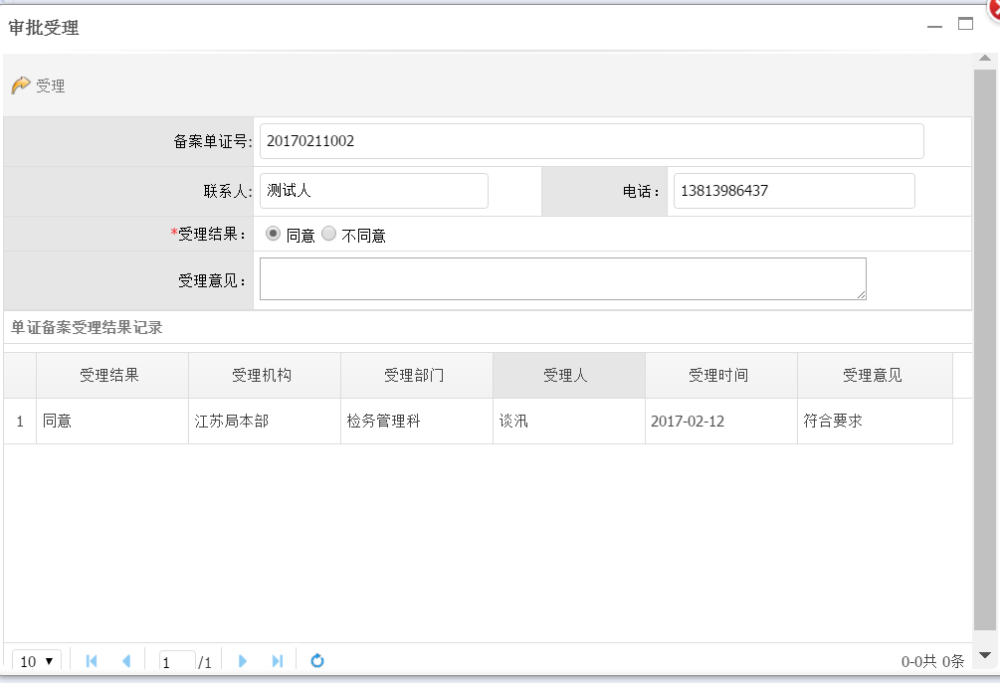 审批受理
受理
备案单证号: 20170211002
联系人: 测试人 电话： 13813986437
*受理结果： 同意 不同意
受理意见：
单证备案受理结果记录
受理结果 受理机构 受理部门 受理人 受理时间 受理意见
1 同意 江苏局本部 检务管理科 谈汛 2017-02-12 符合要求
10 1 /1 0-0共 0条